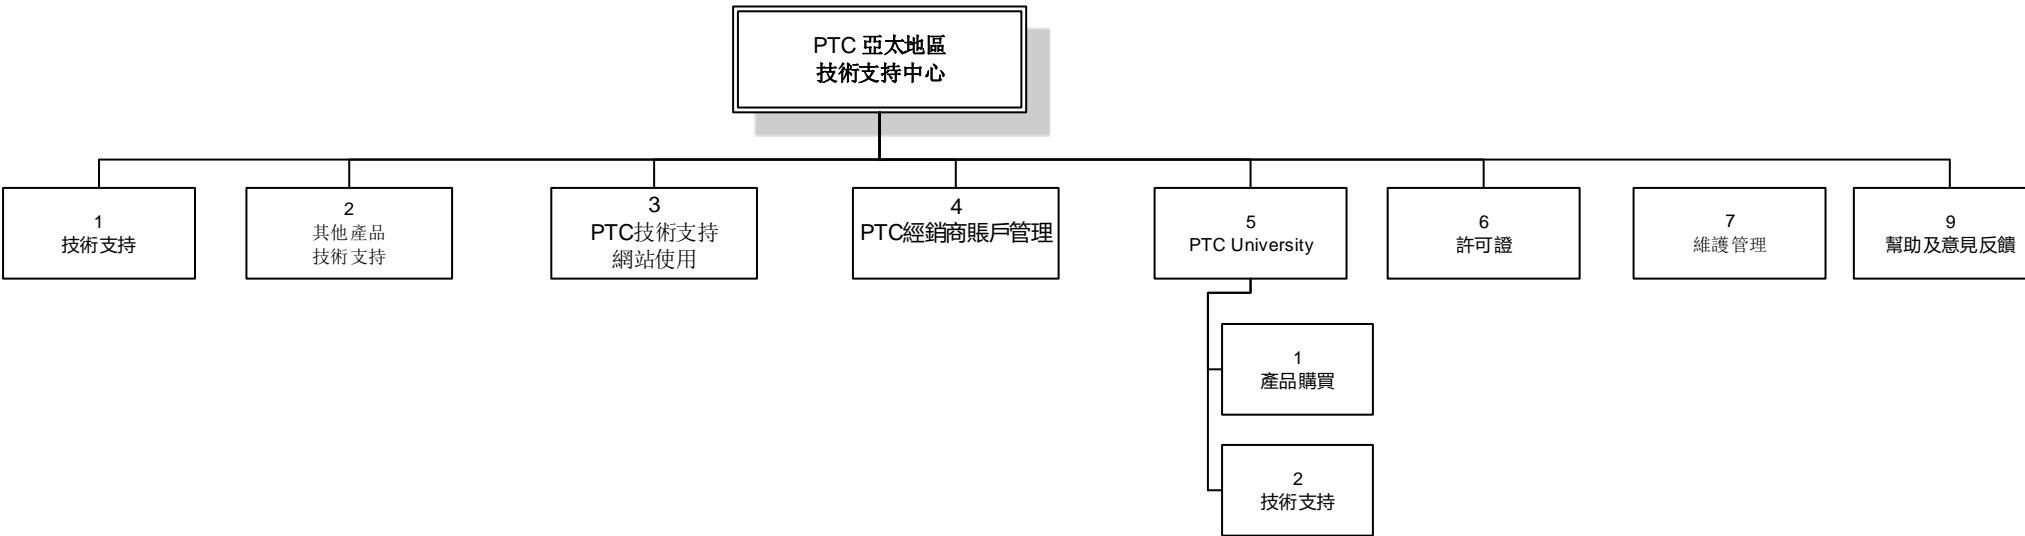 PTC 亞太地區
技術支持中心
1
技術支持
2
其他產品
技術支持
3
PTC技術支持
網站使用
4
PTC經銷商賬戶管理
5
PTC University
6
許可證
7
維護管理
9
幫助及意見反饋
1
產品購買
2
技術支持